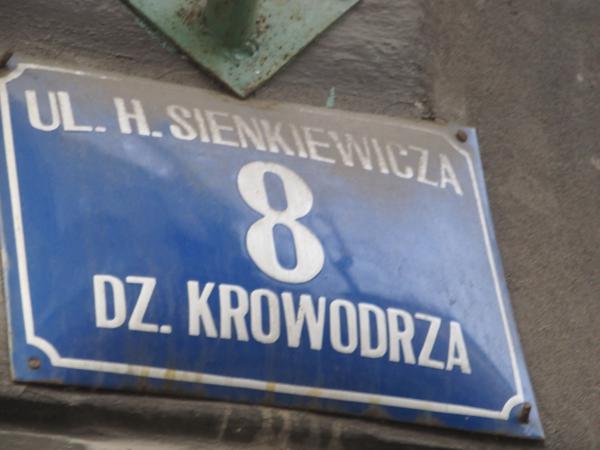 UL. H. SIENKIEWICZA
8
DZ. KROWODRZA